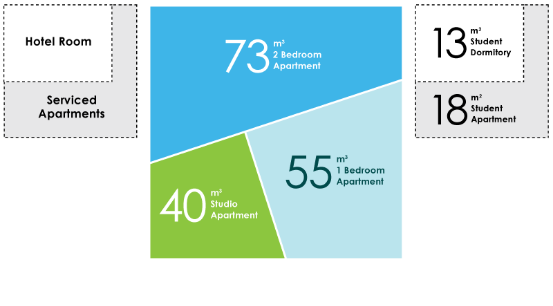 Hotel Room
Serviced
Apartments
73 m²
2 Bedroom
Apartment
55 m²
1 Bedroom
Apartment
40 m²
Studio
Apartment
13 m²
Student
Dormitory
18 m²
Student
Apartment